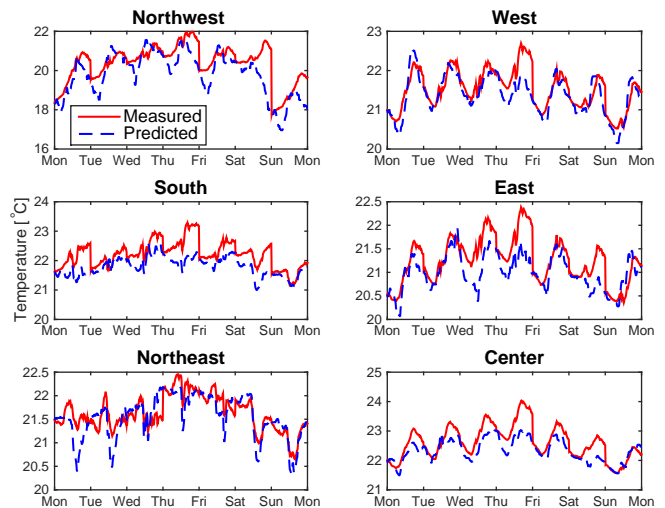 Northwest
22
20
18
16
Measured
Predicted
Mon Tue Wed Thu Fri Sat Sun Mon
West
23
22
21
20
Mon Tue Wed Thu Fri Sat Sun Mon
Temperature [°C]
South
24
23
22
21
20
Mon Tue Wed Thu Fri Sat Sun Mon
East
22.5
22
21.5
21
20.5
20
Mon Tue Wed Thu Fri Sat Sun Mon
Northeast
22.5
22
21.5
21
20.5
20
Mon Tue Wed Thu Fri Sat Sun Mon
Center
25
24
23
22
21
Mon Tue Wed Thu Fri Sat Sun Mon